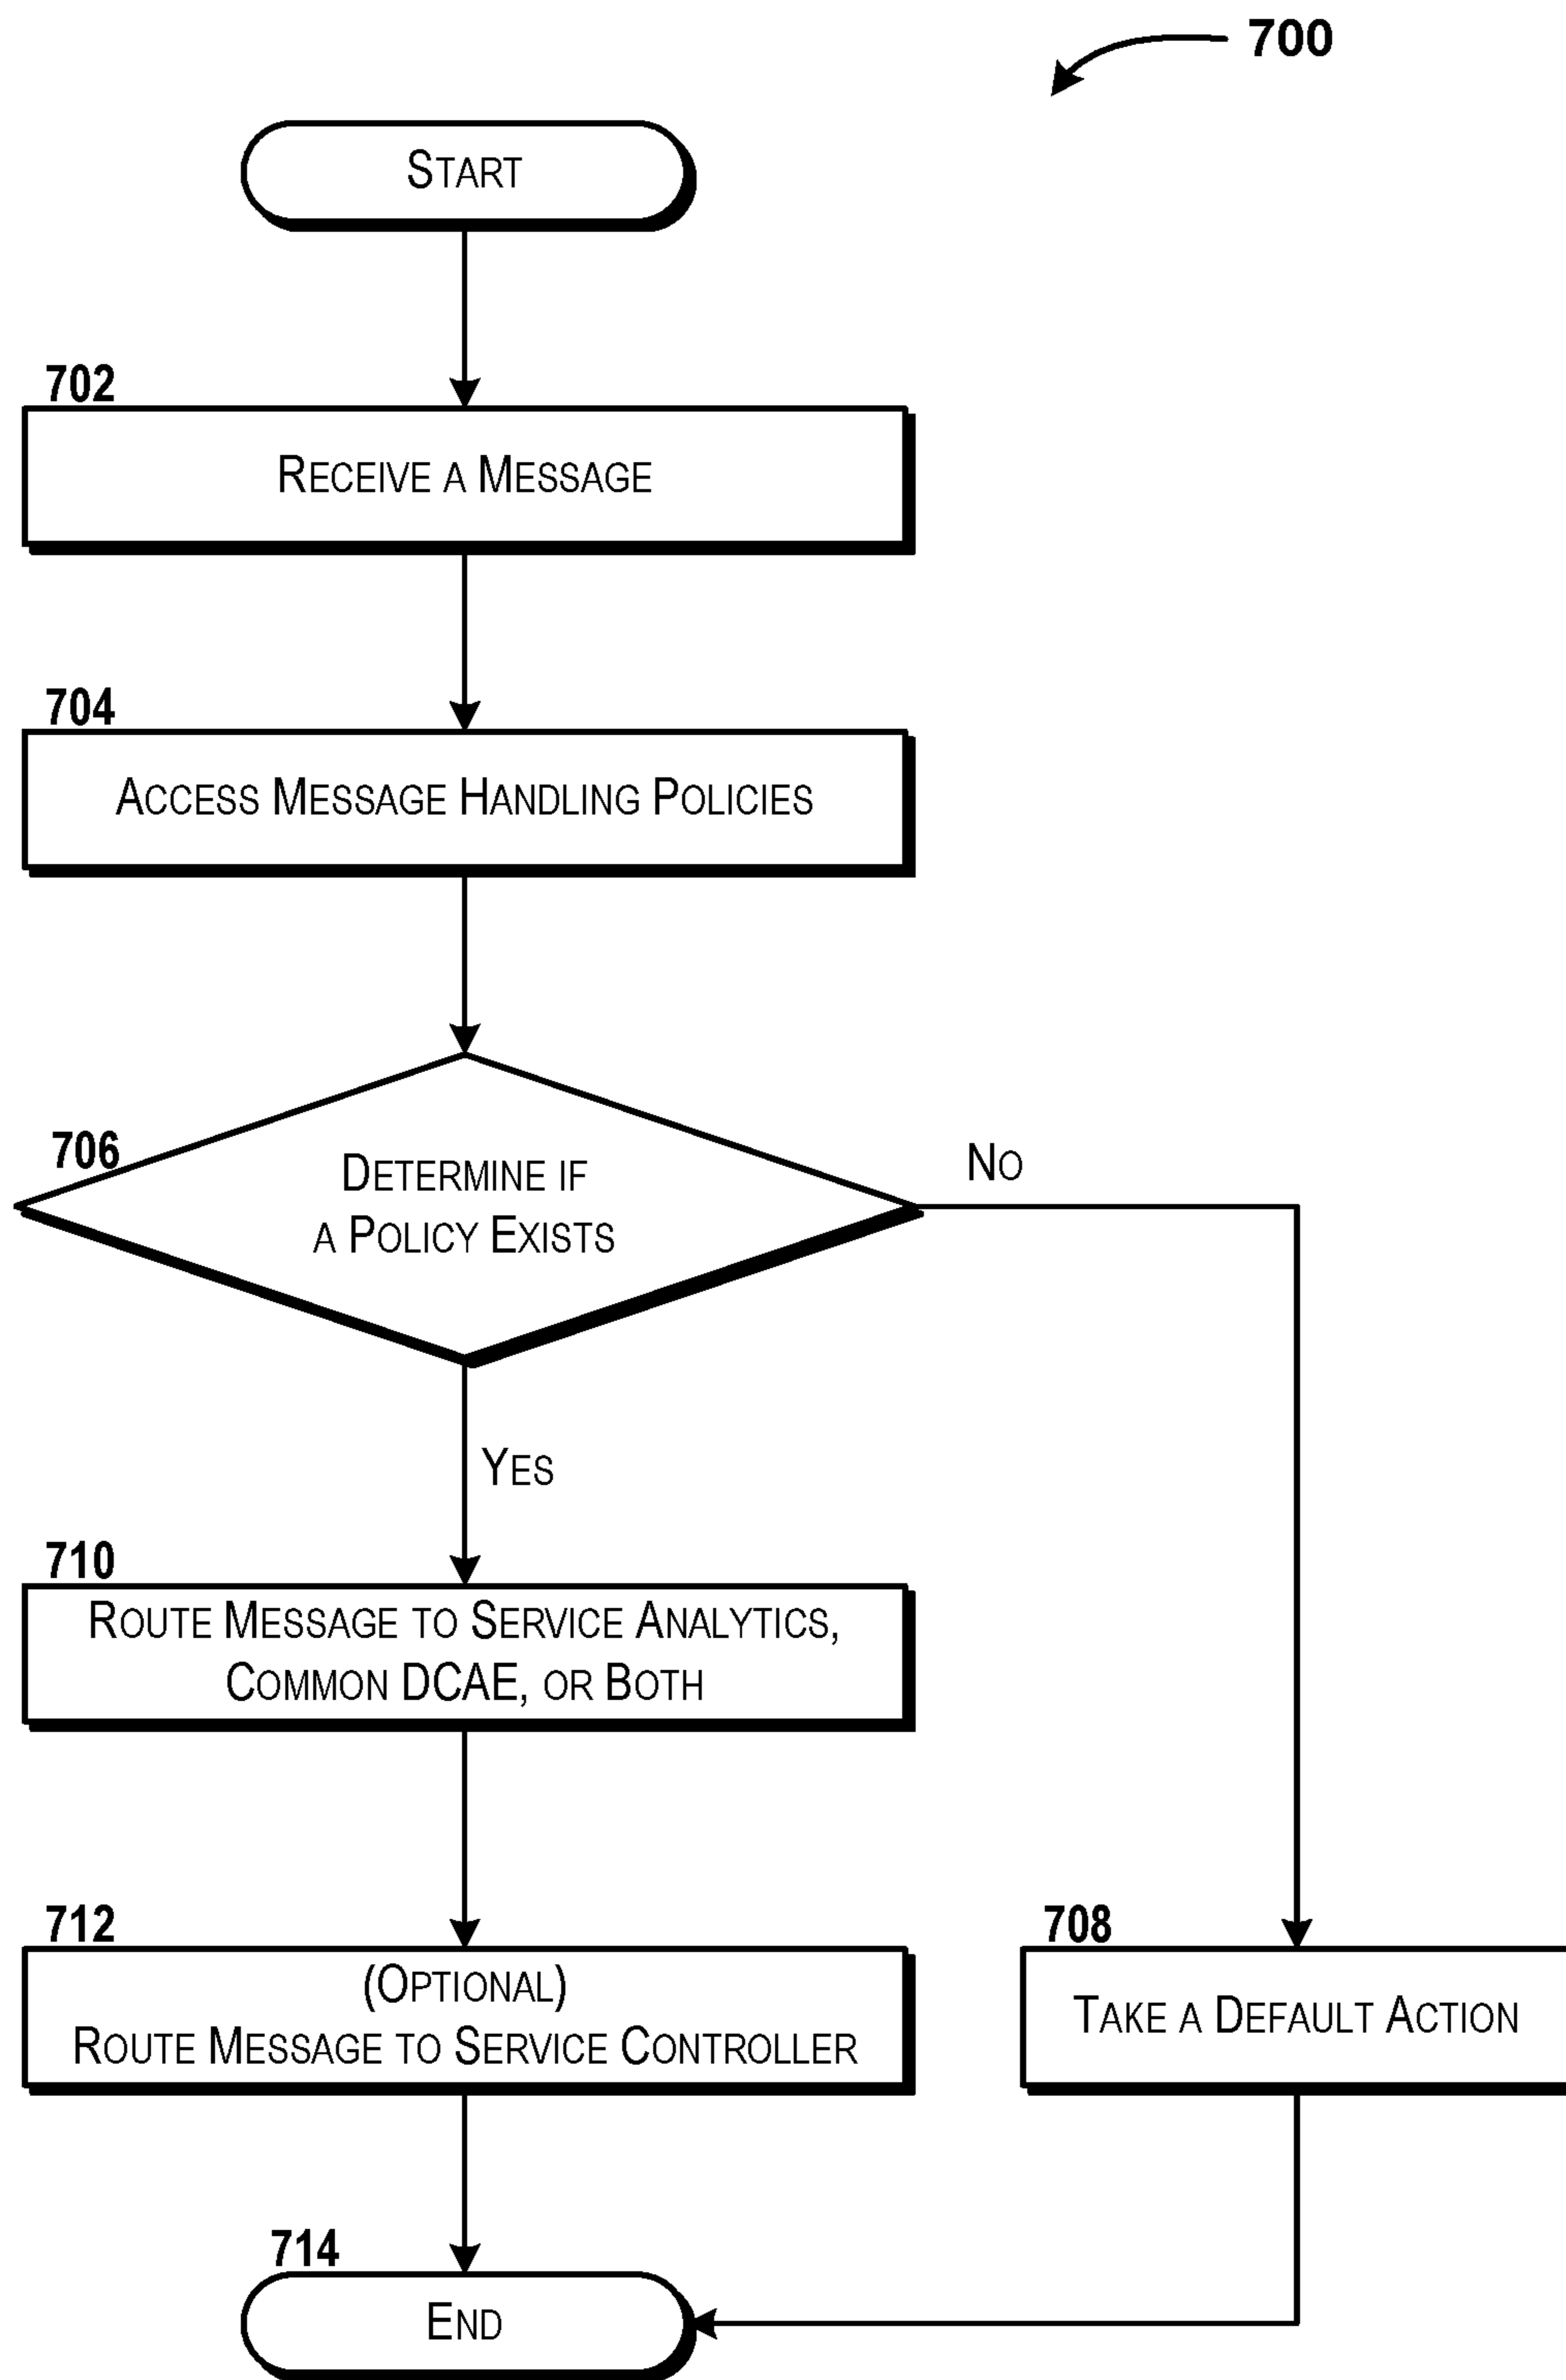 700
START
702
RECEIVE A MESSAGE
704
ACCESS MESSAGE HANDLING POLICIES
706
DETERMINE IF
A POLICY EXISTS
NO
YES
710
ROUTE MESSAGE TO SERVICE ANALYTICS,
COMMON DCAE, OR BOTH
712
(OPTIONAL)
ROUTE MESSAGE TO SERVICE CONTROLLER
708
TAKE A DEFAULT ACTION
714
END